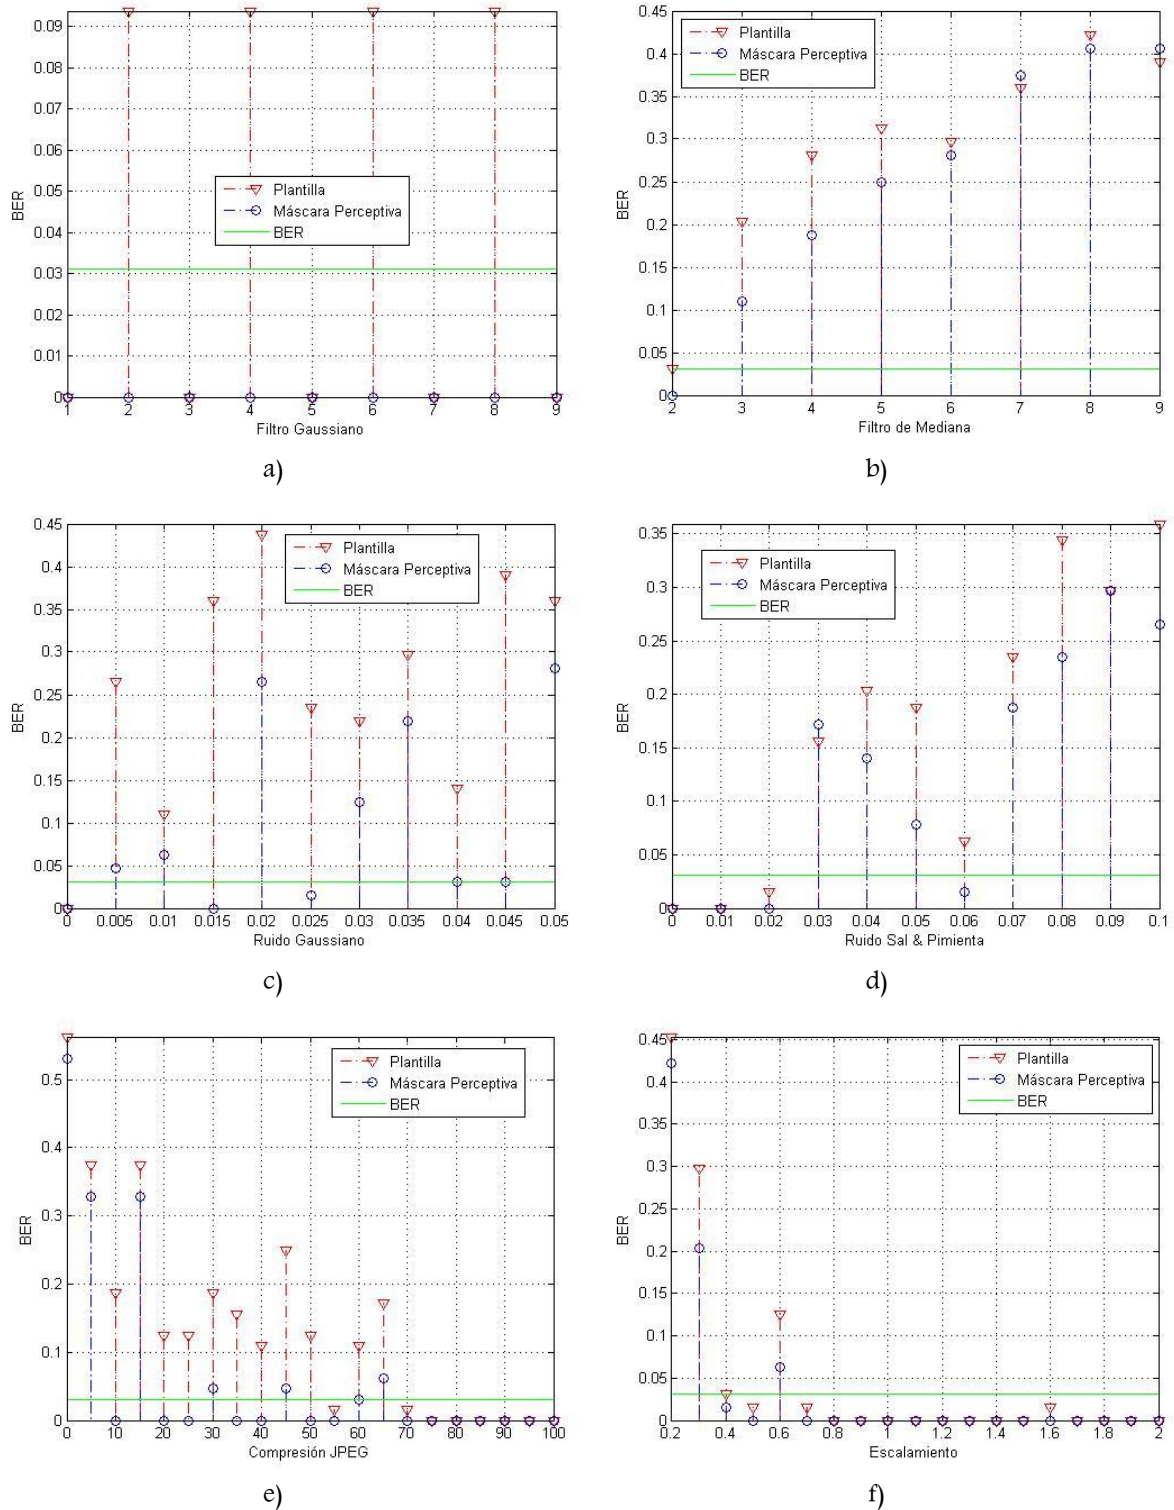 0.09
0.08
0.07
0.06
0.05
0.04
0.03
0.02
0.01
0
BER
Plantilla
Máscara Perceptiva
BER
1 2 3 4 5 6 7 8 9
Filtro Gaussiano
a)
0.45
0.4
0.35
0.3
0.25
0.2
0.15
0.1
0.05
0
BER
Plantilla
Máscara Perceptiva
BER
2 3 4 5 6 7 8 9
Filtro de Mediana
b)
0.45
0.4
0.35
0.3
0.25
0.2
0.15
0.1
0.05
0
BER
Plantilla
Máscara Perceptiva
BER
0 0.005 0.01 0.015 0.02 0.025 0.03 0.035 0.04 0.045 0.05
Ruido Gaussiano
c)
0.35
0.3
0.25
0.2
0.15
0.1
0.05
0
BER
Plantilla
Máscara Perceptiva
BER
0 0.01 0.02 0.03 0.04 0.05 0.06 0.07 0.08 0.09 0.1
Ruido Sal & Pimienta
d)
0.5
0.4
0.3
0.2
0.1
0
BER
Plantilla
Máscara Perceptiva
BER
0 10 20 30 40 50 60 70 80 90 100
Compresión JPEG
e)
0.45
0.4
0.35
0.3
0.25
0.2
0.15
0.1
0.05
0
BER
Plantilla
Máscara Perceptiva
BER
0.2 0.4 0.6 0.8 1 1.2 1.4 1.6 1.8 2
Escalamiento
f)